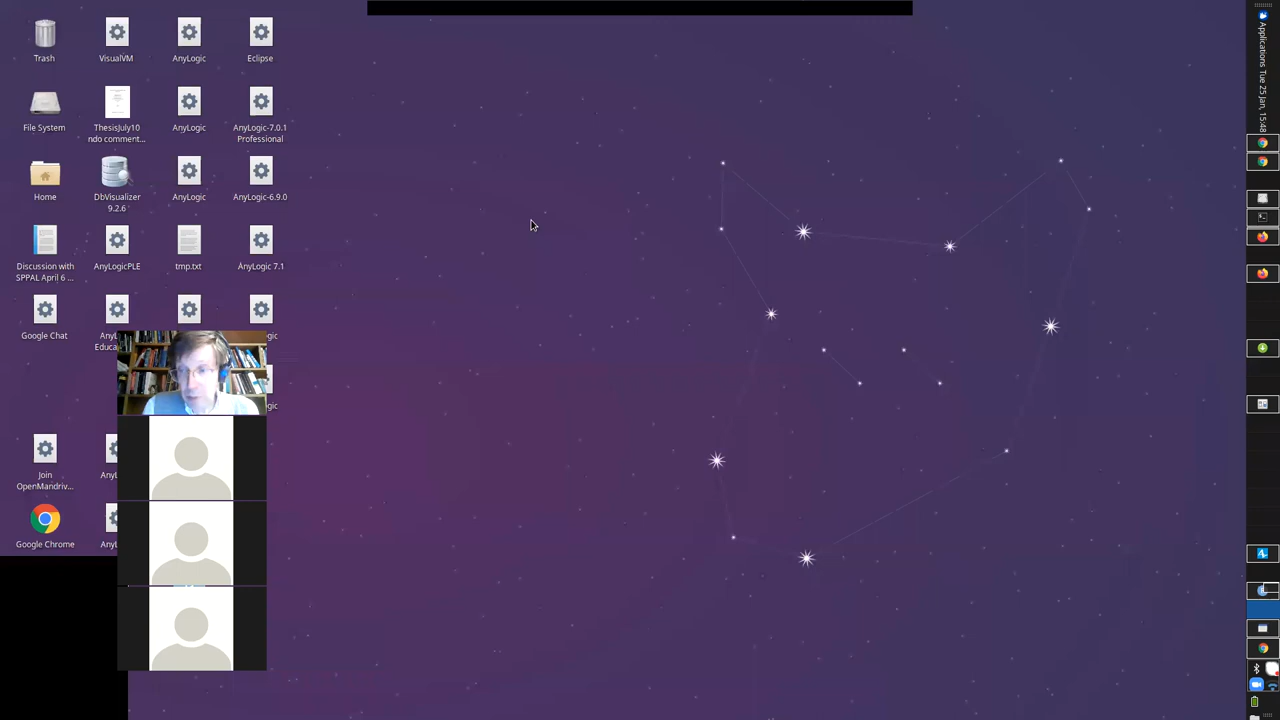 Trash
VisualVM
AnyLogic
Eclipse
File System
ThesisJuly10
ndo comment...
AnyLogic
AnyLogic-7.0.1
Professional
Home
DbVisualizer
9.2.6
AnyLogic
AnyLogic-6.9.0
Discussion with
SPPAL April 6 ...
AnyLogicPLE
tmp.txt
AnyLogic 7.1
Google Chat
Join
OpenMandriv...
Google Chrome
Applications Tue 25 Jan, 15:48